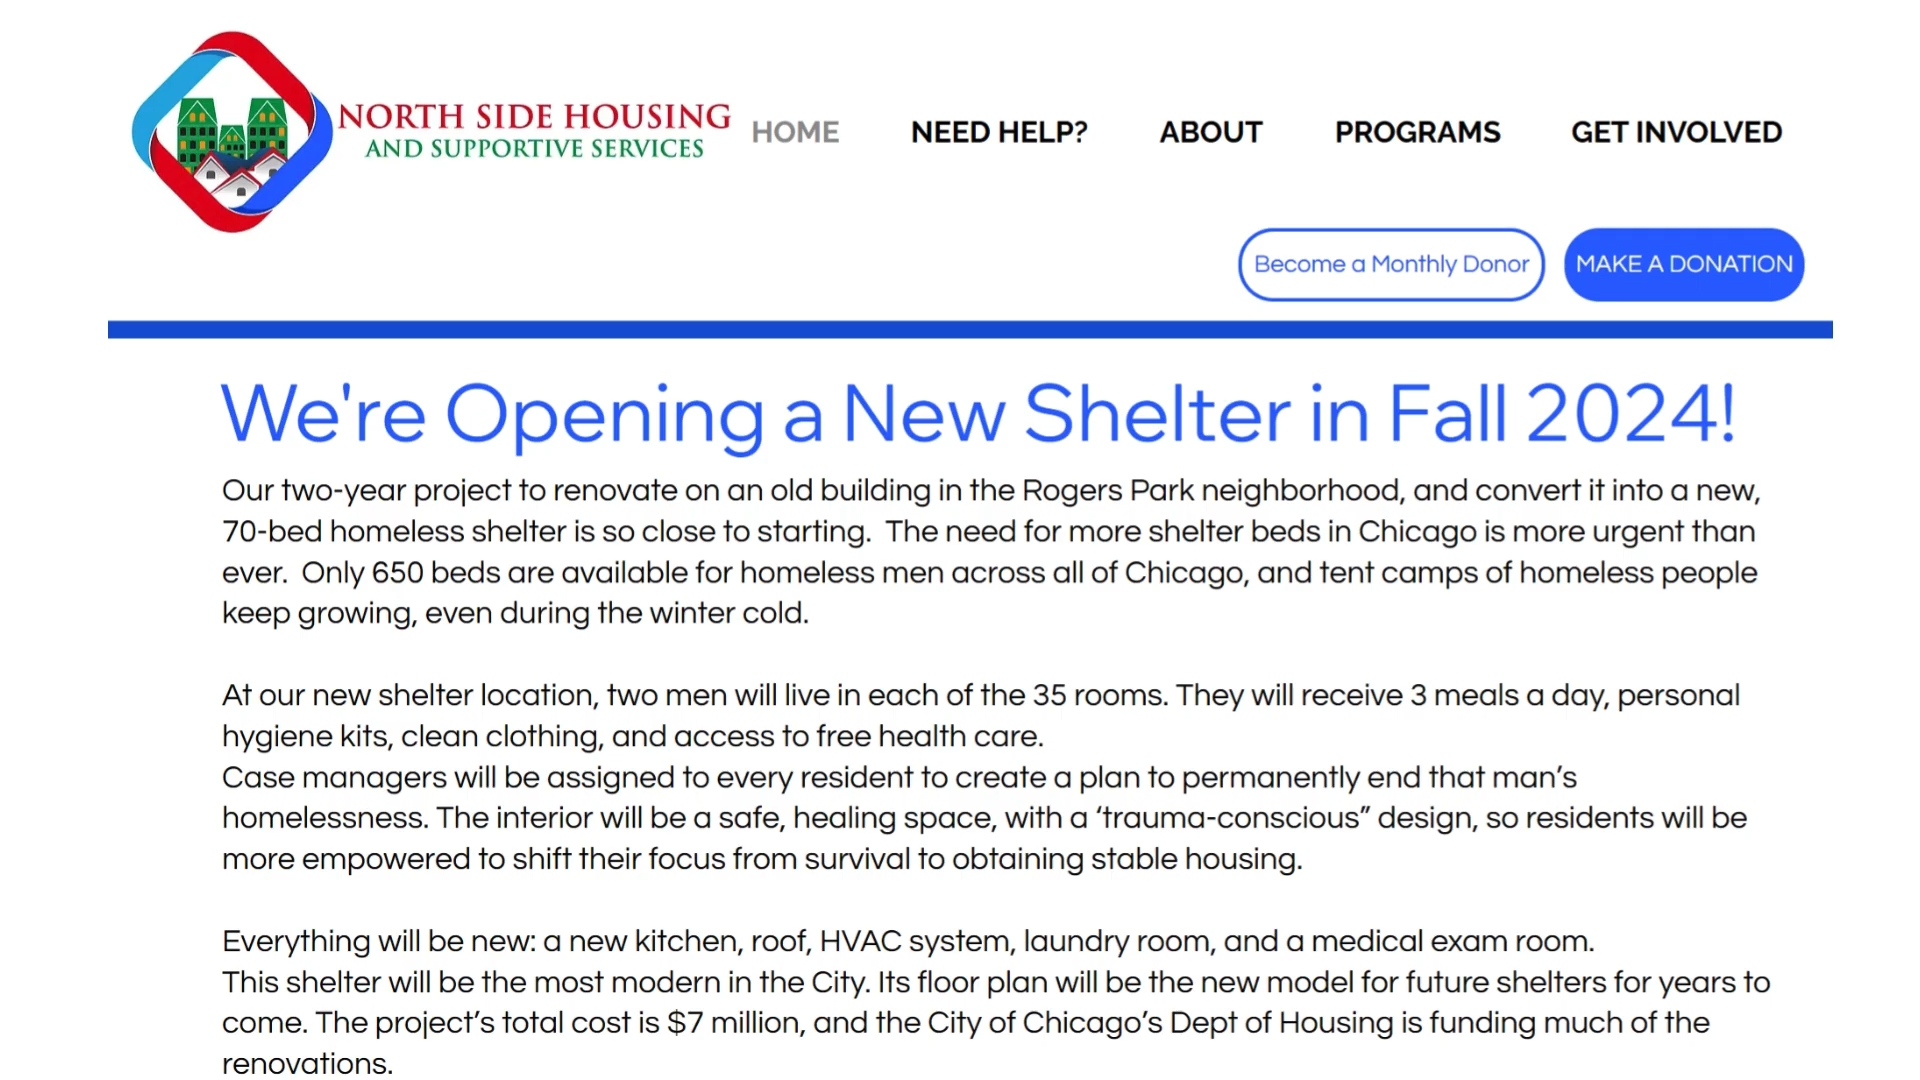 NORTH SIDE HOUSING
AND SUPPORTIVE SERVICES
HOME
NEED HELP?
ABOUT
PROGRAMS
GET INVOLVED
Become a Monthly Donor
MAKE A DONATION
We're Opening a New Shelter in Fall 2024!
Our two-year project to renovate on an old building in the Rogers Park neighborhood, and convert it into a new,
70-bed homeless shelter is so close to starting.  The need for more shelter beds in Chicago is more urgent than
ever.  Only 650 beds are available for homeless men across all of Chicago, and tent camps of homeless people
keep growing, even during the winter cold.
At our new shelter location, two men will live in each of the 35 rooms. They will receive 3 meals a day, personal
hygiene kits, clean clothing, and access to free health care.
Case managers will be assigned to every resident to create a plan to permanently end that man’s
homelessness. The interior will be a safe, healing space, with a ‘trauma-conscious” design, so residents will be
more empowered to shift their focus from survival to obtaining stable housing.
Everything will be new: a new kitchen, roof, HVAC system, laundry room, and a medical exam room.
This shelter will be the most modern in the City. Its floor plan will be the new model for future shelters for years to
come. The project’s total cost is $7 million, and the City of Chicago’s Dept of Housing is funding much of the
renovations.